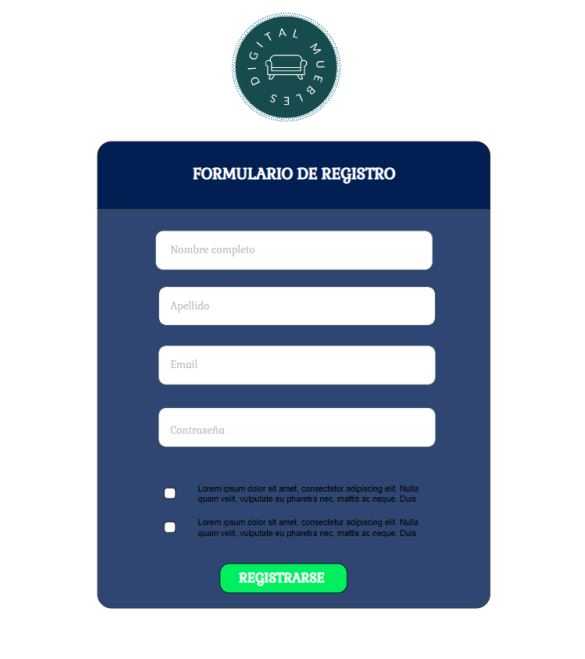 DIGITAL MUEBLES
FORMULARIO DE REGISTRO
Nombre completo
Apellido
Email
Contraseña
Lorem ipsum dolor sit amet, consectetur adipiscing elit. Nulla
quam velit, vulputate eu pharetra nec, mattis ac neque. Duis
Lorem ipsum dolor sit amet, consectetur adipiscing elit. Nulla
quam velit, vulputate eu pharetra nec, mattis ac neque. Duis
REGISTRARSE